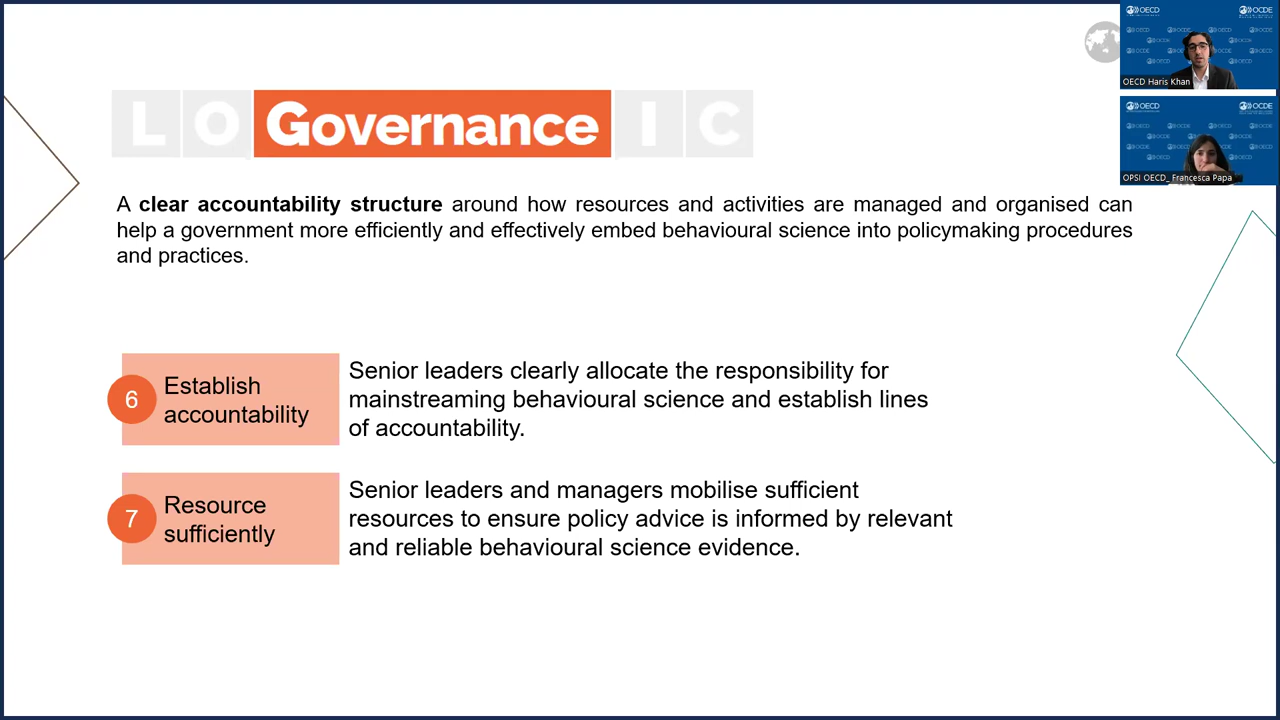 L O Governance I C
A clear accountability structure around how resources and activities are managed and organised can
help a government more efficiently and effectively embed behavioural science into policymaking procedures
and practices.
6
Establish
accountability
Senior leaders clearly allocate the responsibility for
mainstreaming behavioural science and establish lines
of accountability.
7
Resource
sufficiently
Senior leaders and managers mobilise sufficient
resources to ensure policy advice is informed by relevant
and reliable behavioural science evidence.
OECD OCDE
OECD Haris Khan
OECD OCDE
OPSI OECD_ Francesca Papa